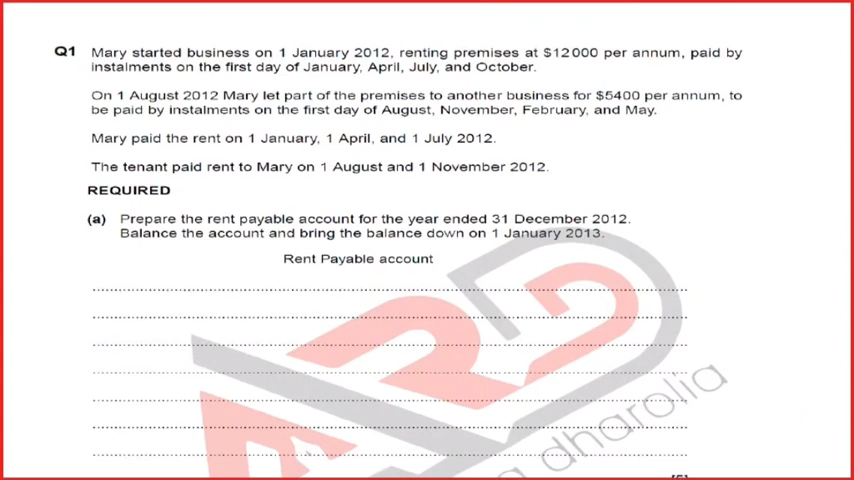 Q1 Mary started business on 1 January 2012, renting premises at $12000 per annum, paid by
instalments on the first day of January, April, July, and October.
On 1 August 2012 Mary let part of the premises to another business for $5400 per annum, to
be paid by instalments on the first day of August, November, February, and May.
Mary paid the rent on 1 January, 1 April, and 1 July 2012.
The tenant paid rent to Mary on 1 August and 1 November 2012.
REQUIRED
(a) Prepare the rent payable account for the year ended 31 December 2012.
Balance the account and bring the balance down on 1 January 2013.
Rent Payable account
dharolia